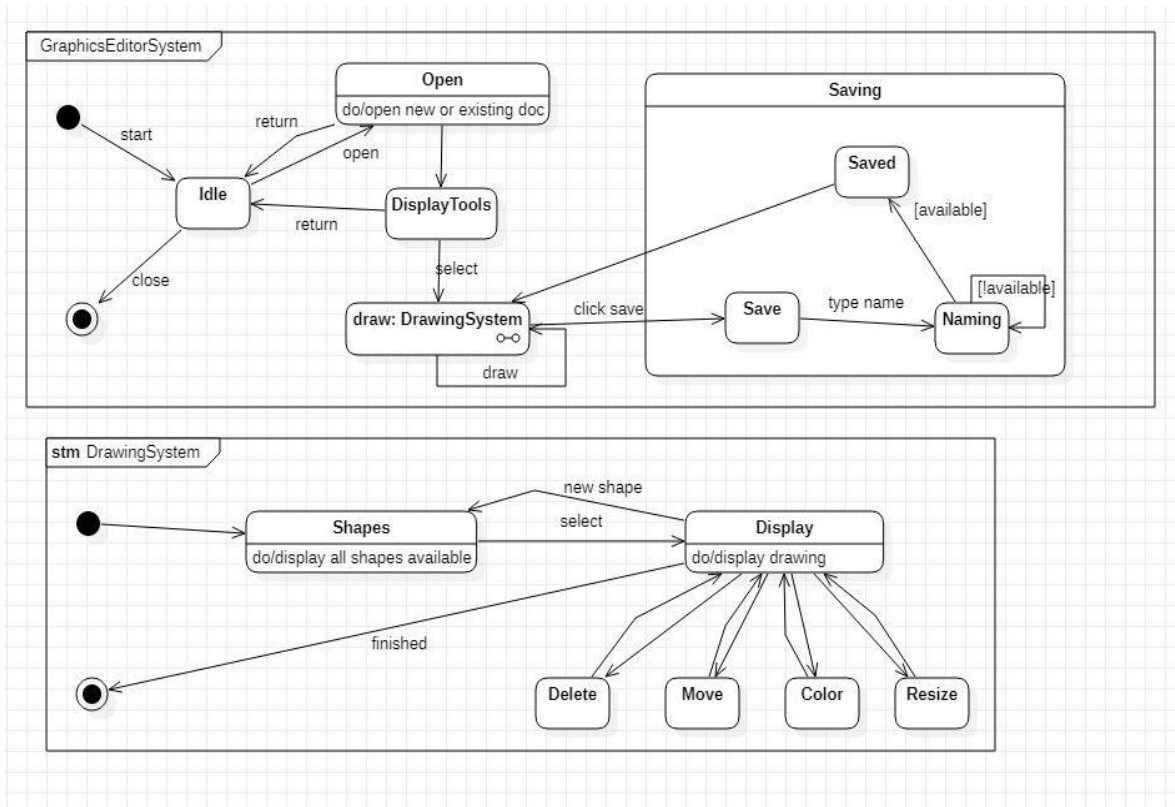 GraphicsEditorSystem
Open
do/open new or existing doc
Saving
return
start
open
Idle
Saved
DisplayTools
[available]
return
close
select
[!available]
draw: DrawingSystem
click save
Save
type name
Naming
draw
stm DrawingSystem
new shape
Shapes
select
Display
do/display all shapes available
do/display drawing
finished
Delete
Move
Color
Resize